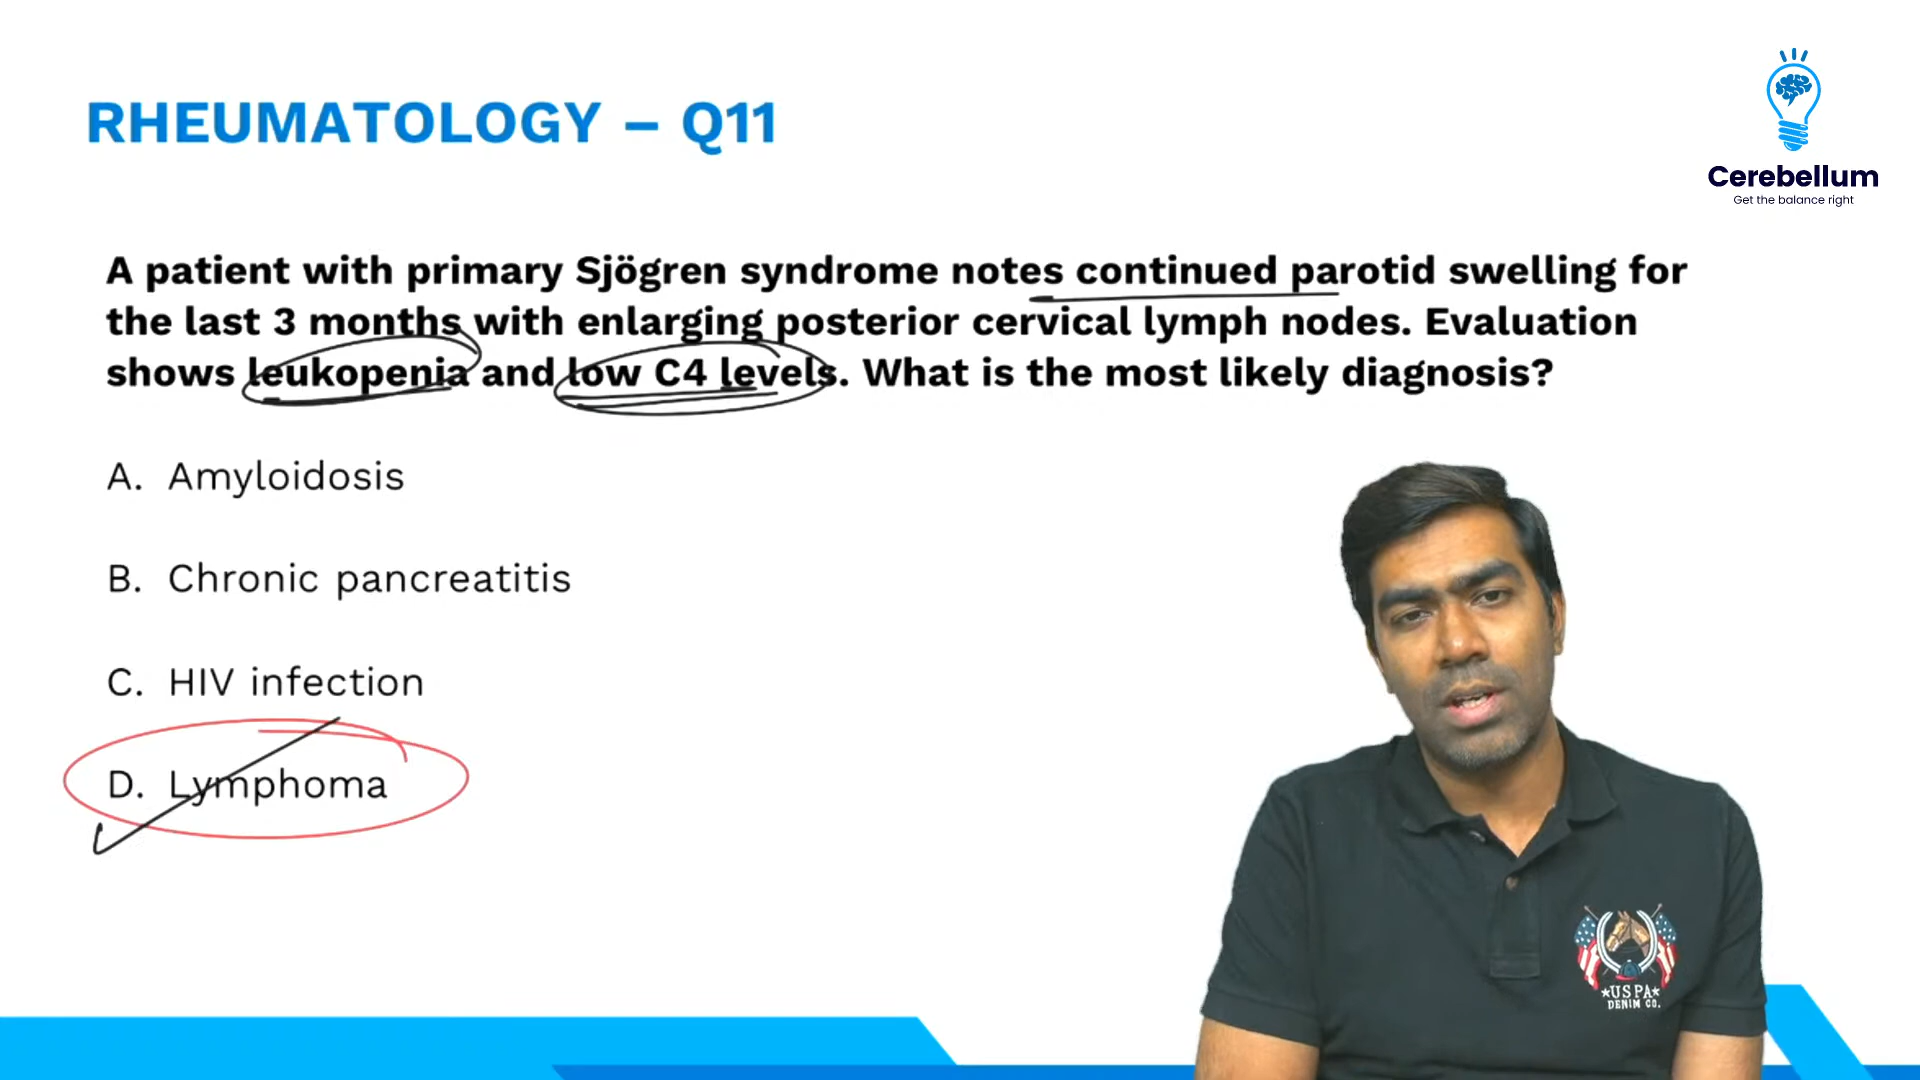 RHEUMATOLOGY – Q11
Cerebellum
Get the balance right
A patient with primary Sjögren syndrome notes continued parotid swelling for
the last 3 months with enlarging posterior cervical lymph nodes. Evaluation
shows leukopenia and low C4 levels. What is the most likely diagnosis?
A. Amyloidosis
B. Chronic pancreatitis
C. HIV infection
D. Lymphoma
USPA
DENIM CO.